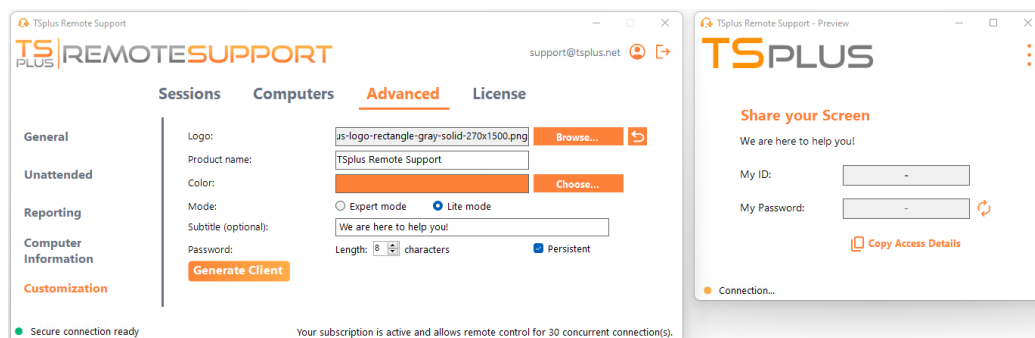 TSplus Remote Support
TS PLUS REMOTESUPPORT
support@tsplus.net
Sessions Computers Advanced License
General
Unattended
Reporting
Computer
Information
Customization
Logo: us-logo-rectangle-gray-solid-270x1500.png Browse...
Product name: TSplus Remote Support
Color: Choose...
Mode: Expert mode Lite mode
Subtitle (optional): We are here to help you!
Password: Length: 8 characters Persistent
Generate Client
Secure connection ready
Your subscription is active and allows remote control for 30 concurrent connection(s).
TSplus Remote Support - Preview
TSPLUS
Share your Screen
We are here to help you!
My ID: -
My Password: -
Copy Access Details
Connection...